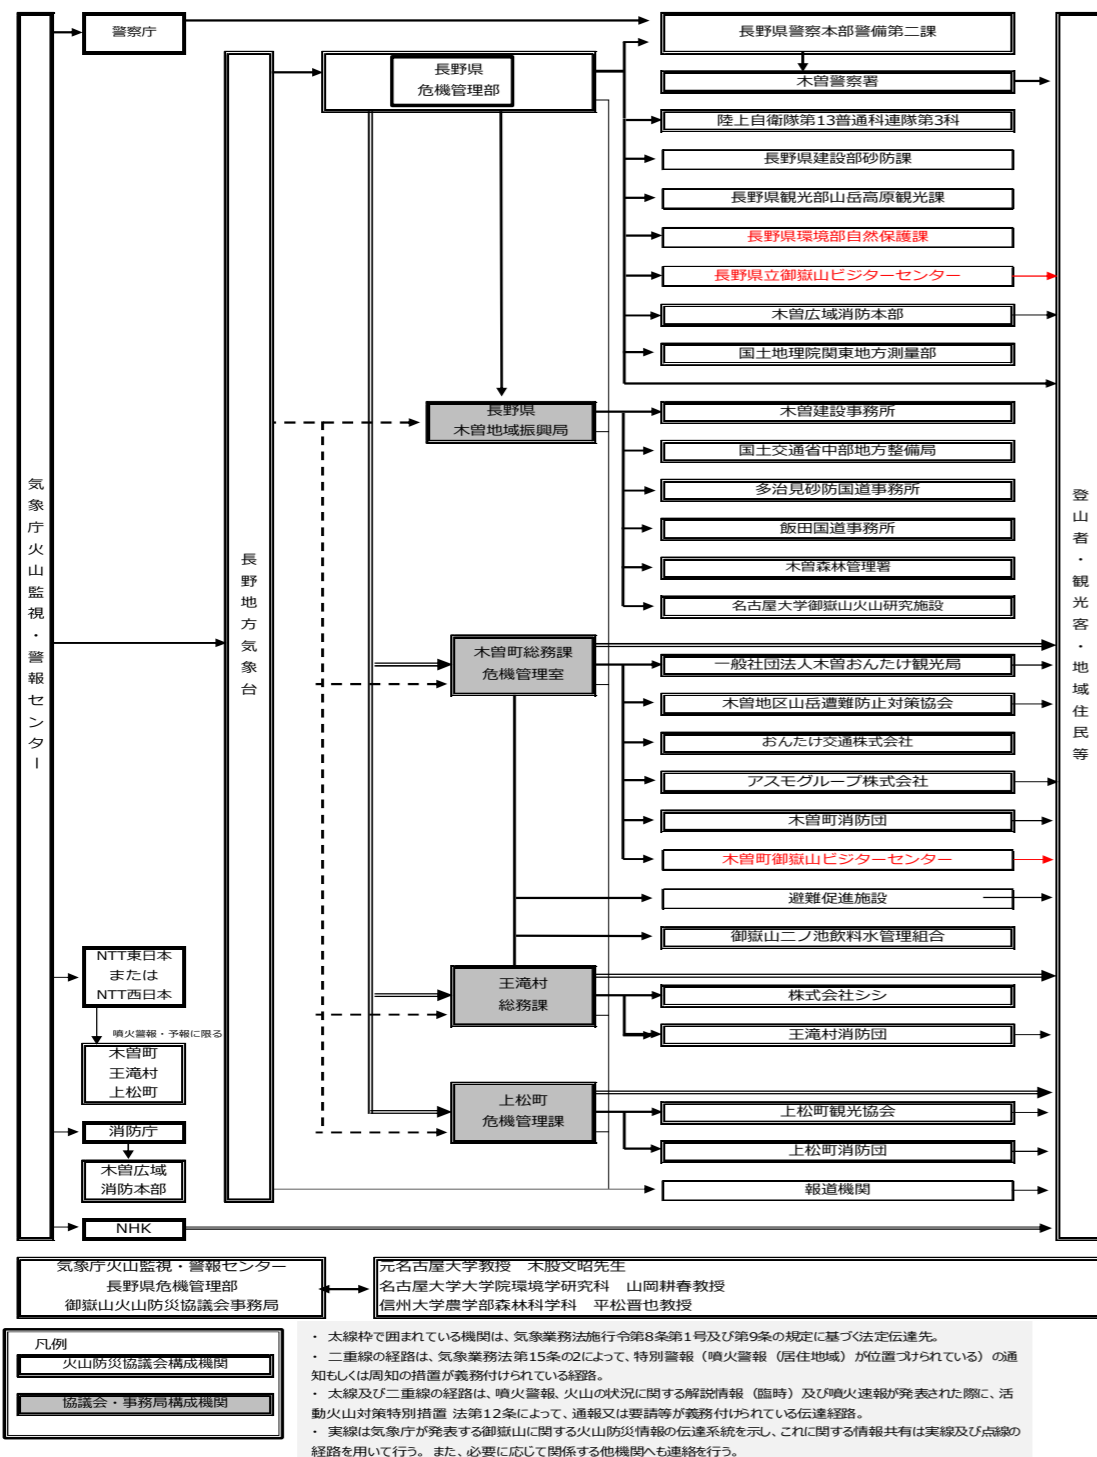 警察庁
長野県警察本部警備第二課
長野県
危機管理部
木曽警察署
陸上自衛隊第13普通科連隊第3科
長野県建設部砂防課
長野県観光部山岳高原観光課
長野県環境部自然保護課
長野県立御嶽山ビジターセンター
木曽広域消防本部
国土地理院関東地方測量部
長野県
木曽地域振興局
木曽建設事務所
国土交通省中部地方整備局
多治見砂防国道事務所
飯田国道事務所
木曽森林管理署
名古屋大学御嶽山火山研究施設
気象庁火山監視・警報センター
長野地方気象台
登山者・観光客・地域住民等
木曽町総務課
危機管理室
一般社団法人木曽おんたけ観光局
木曽地区山岳遭難防止対策協会
おんたけ交通株式会社
アスモグループ株式会社
木曽町消防団
木曽町御嶽山ビジターセンター
避難促進施設
御嶽山二ノ池飲料水管理組合
NTT東日本
または
NTT西日本
噴火警報・予報に限る
木曽町
王滝村
上松町
王滝村
総務課
株式会社シシ
王滝村消防団
上松町
危機管理課
上松町観光協会
上松町消防団
消防庁
木曽広域
消防本部
報道機関
NHK
気象庁火山監視・警報センター
長野県危機管理部
御嶽山火山防災協議会事務局
元名古屋大学教授 木股文昭先生
名古屋大学大学院環境学研究科 山岡耕春教授
信州大学農学部森林科学科 平松晋也教授
凡例
火山防災協議会構成機関
協議会・事務局構成機関
・ 太線枠で囲まれている機関は、気象業務法施行令第8条第1号及び第9条の規定に基づく法定伝達先。
・ 二重線の経路は、気象業務法第15条の2によって、特別警報（噴火警報（居住地域）が位置づけられている）の通
知もしくは周知の措置が義務付けられている経路。
・ 太線及び二重線の経路は、噴火警報、火山の状況に関する解説情報（臨時）及び噴火速報が発表された際に、活
動火山対策特別措置 法第12条によって、通報又は要請等が義務付けられている伝達経路。
・ 実線は気象庁が発表する御嶽山に関する火山防災情報の伝達系統を示し、これに関する情報共有は実線及び点線の
経路を用いて行う。また、必要に応じて関係する他機関へも連絡を行う。